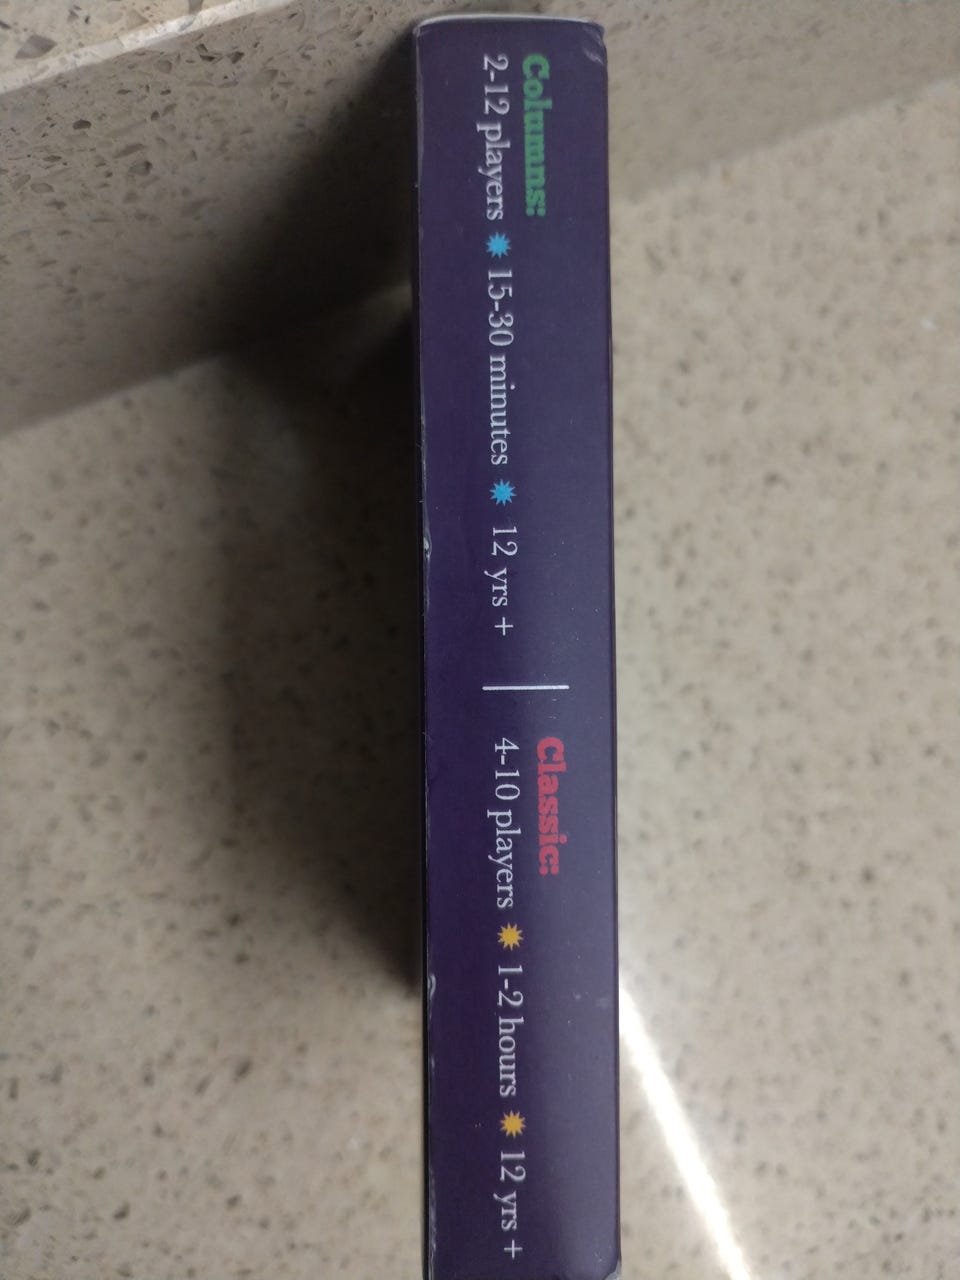 Columns:
2-12 players ✹ 15-30 minutes ✹ 12 yrs +
Classic:
4-10 players ✹ 1-2 hours ✹ 12 yrs +